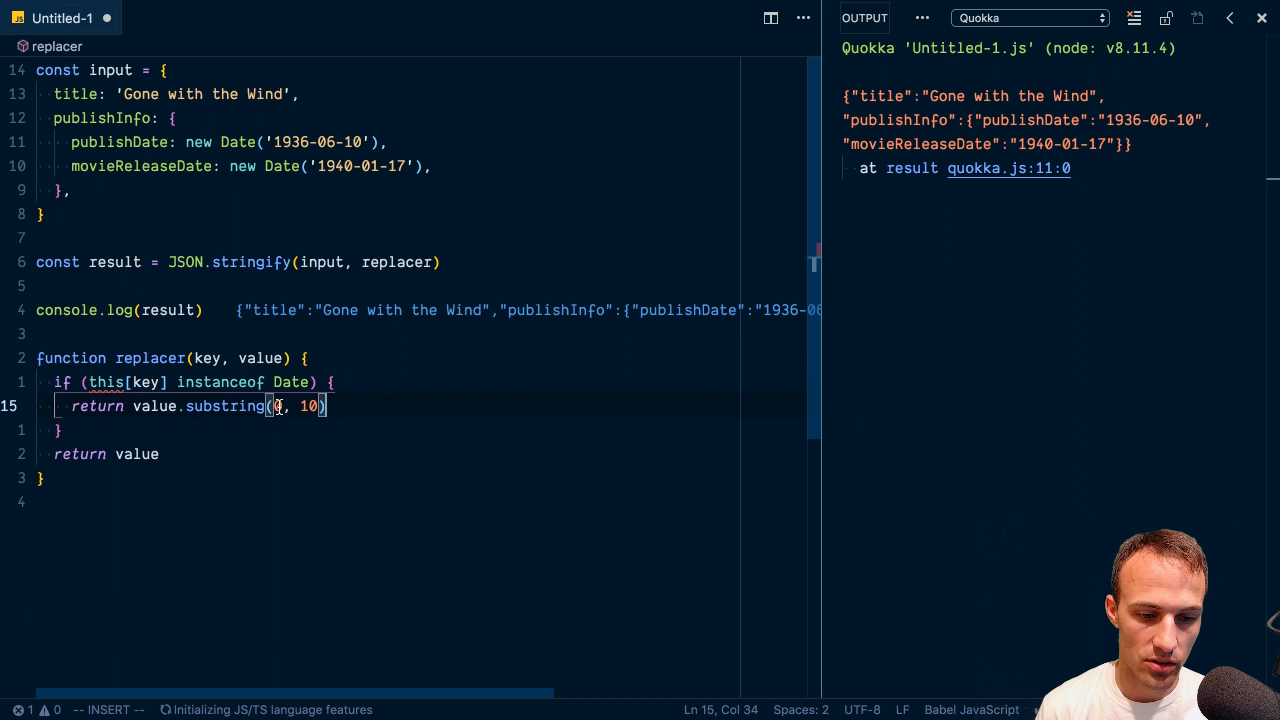 Untitled-1
OUTPUT
Quokka
replacer
14 const input = {
13 title: 'Gone with the Wind',
12 publishInfo: {
11 publishDate: new Date('1936-06-10'),
10 movieReleaseDate: new Date('1940-01-17'),
9 },
8 }
7
6 const result = JSON.stringify(input, replacer)
5
4 console.log(result) {"title":"Gone with the Wind","publishInfo":{"publishDate":"1936-06
3
2 function replacer(key, value) {
1 if (this[key] instanceof Date) {
15 return value.substring(0, 10)
1 }
2 return value
3 }
4
Quokka 'Untitled-1.js' (node: v8.11.4)
{"title":"Gone with the Wind",
"publishInfo":{"publishDate":"1936-06-10",
"movieReleaseDate":"1940-01-17"}}
at result quokka.js:11:0
1 0 -- INSERT -- Initializing JS/TS language features Ln 15, Col 34 Spaces: 2 UTF-8 LF Babel JavaScript